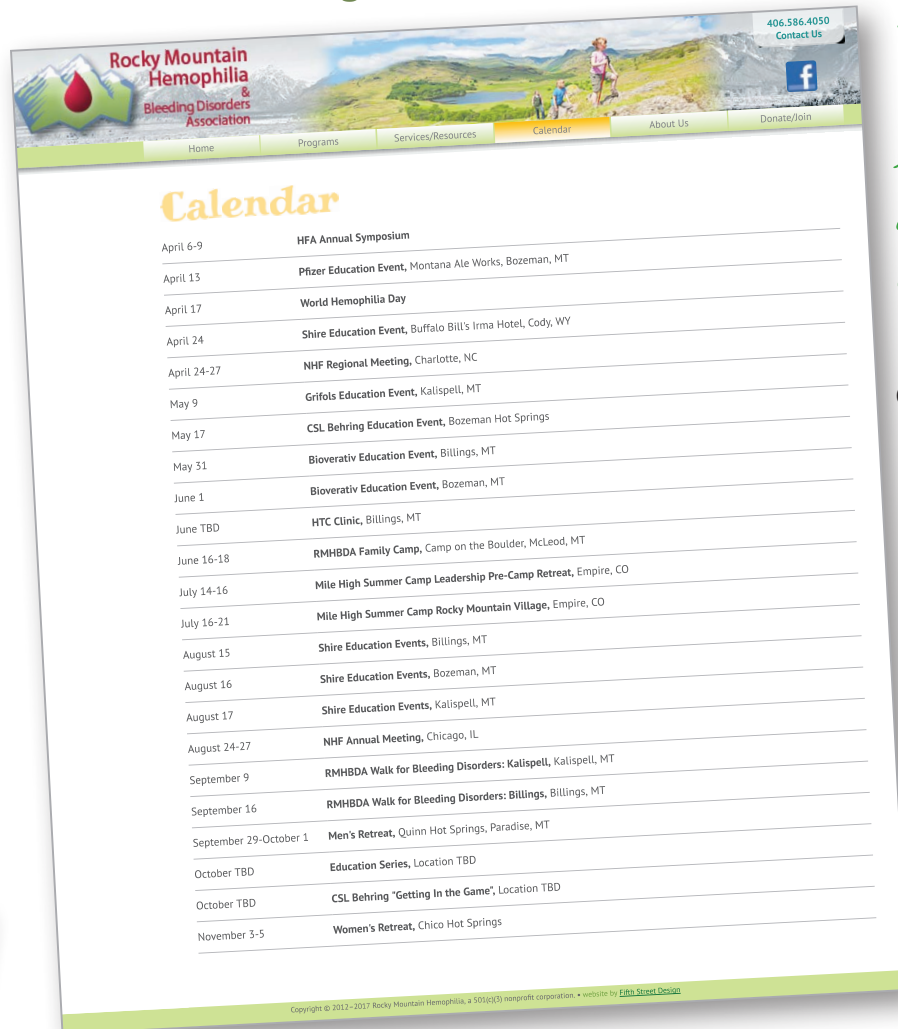 406.586.4050
Contact Us
Rocky Mountain
Hemophilia
&
Bleeding Disorders
Association
f
Home Programs Services/Resources Calendar About Us Donate/Join
Calendar
April 6-9 HFA Annual Symposium
April 13 Pfizer Education Event, Montana Ale Works, Bozeman, MT
April 17 World Hemophilia Day
April 24 Shire Education Event, Buffalo Bill's Irma Hotel, Cody, WY
April 24-27 NHF Regional Meeting, Charlotte, NC
May 9 Grifols Education Event, Kalispell, MT
May 17 CSL Behring Education Event, Bozeman Hot Springs
May 31 Bioverativ Education Event, Billings, MT
June 1 Bioverativ Education Event, Bozeman, MT
June TBD HTC Clinic, Billings, MT
June 16-18 RMHBDA Family Camp, Camp on the Boulder, McLeod, MT
July 14-16 Mile High Summer Camp Leadership Pre-Camp Retreat, Empire, CO
July 16-21 Mile High Summer Camp Rocky Mountain Village, Empire, CO
August 15 Shire Education Events, Billings, MT
August 16 Shire Education Events, Bozeman, MT
August 17 Shire Education Events, Kalispell, MT
August 24-27 NHF Annual Meeting, Chicago, IL
September 9 RMHBDA Walk for Bleeding Disorders: Kalispell, Kalispell, MT
September 16 RMHBDA Walk for Bleeding Disorders: Billings, Billings, MT
September 29-October 1 Men's Retreat, Quinn Hot Springs, Paradise, MT
October TBD Education Series, Location TBD
October TBD CSL Behring "Getting In the Game", Location TBD
November 3-5 Women's Retreat, Chico Hot Springs
Copyright © 2012–2017 Rocky Mountain Hemophilia, a 501(c)(3) nonprofit corporation. • website by Fifth Street Design